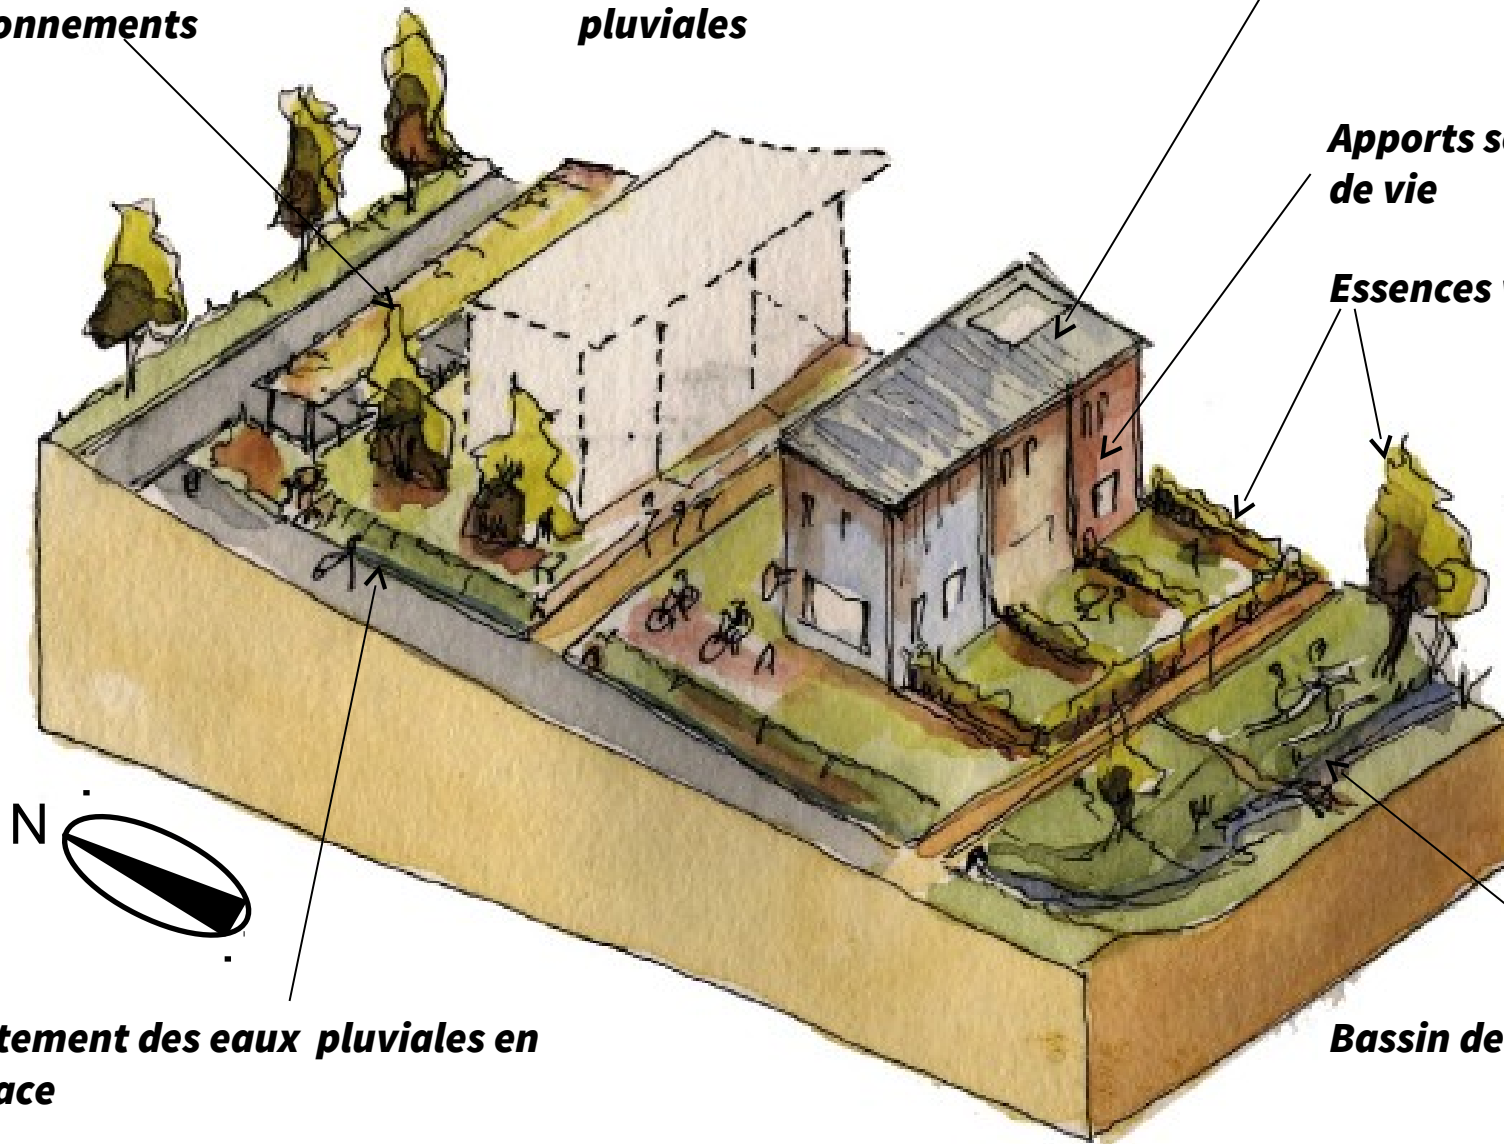 onnements
pluviales
Apports s
de vie
Essences
N
tement des eaux pluviales en
ace
Bassin de